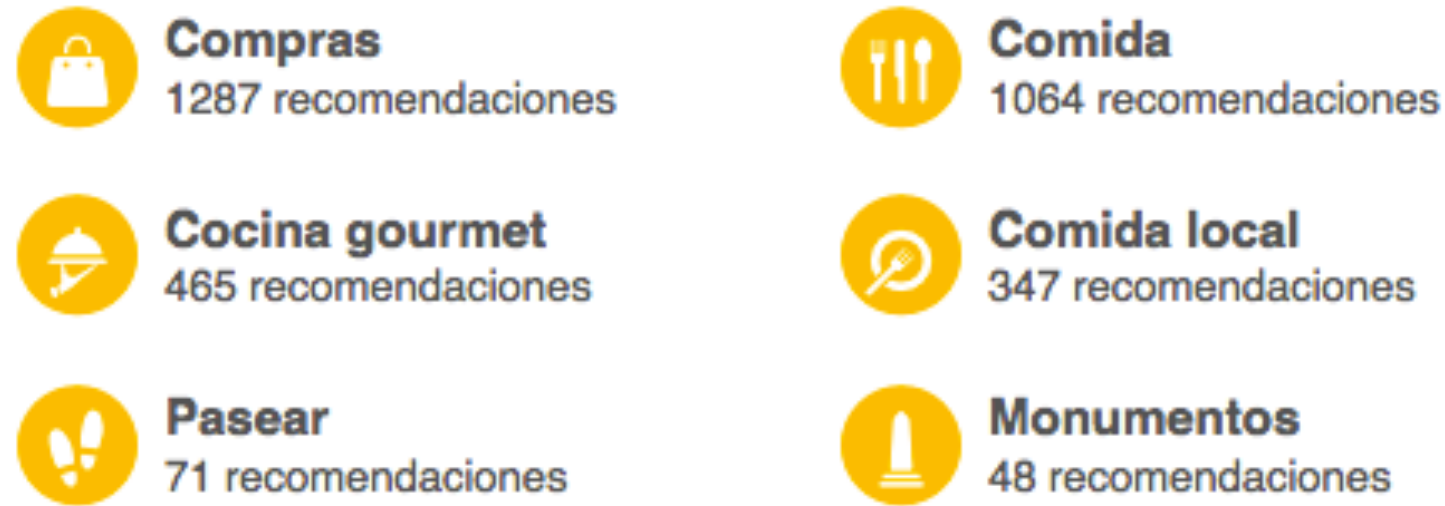 Compras
1287 recomendaciones
Comida
1064 recomendaciones
Cocina gourmet
465 recomendaciones
Comida local
347 recomendaciones
Pasear
71 recomendaciones
Monumentos
48 recomendaciones